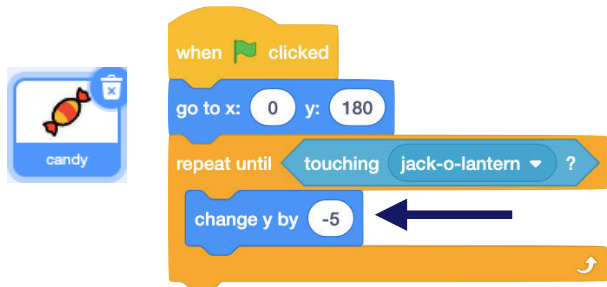 candy
when clicked
go to x: 0 y: 180
repeat until touching jack-o-lantern ?
change y by -5